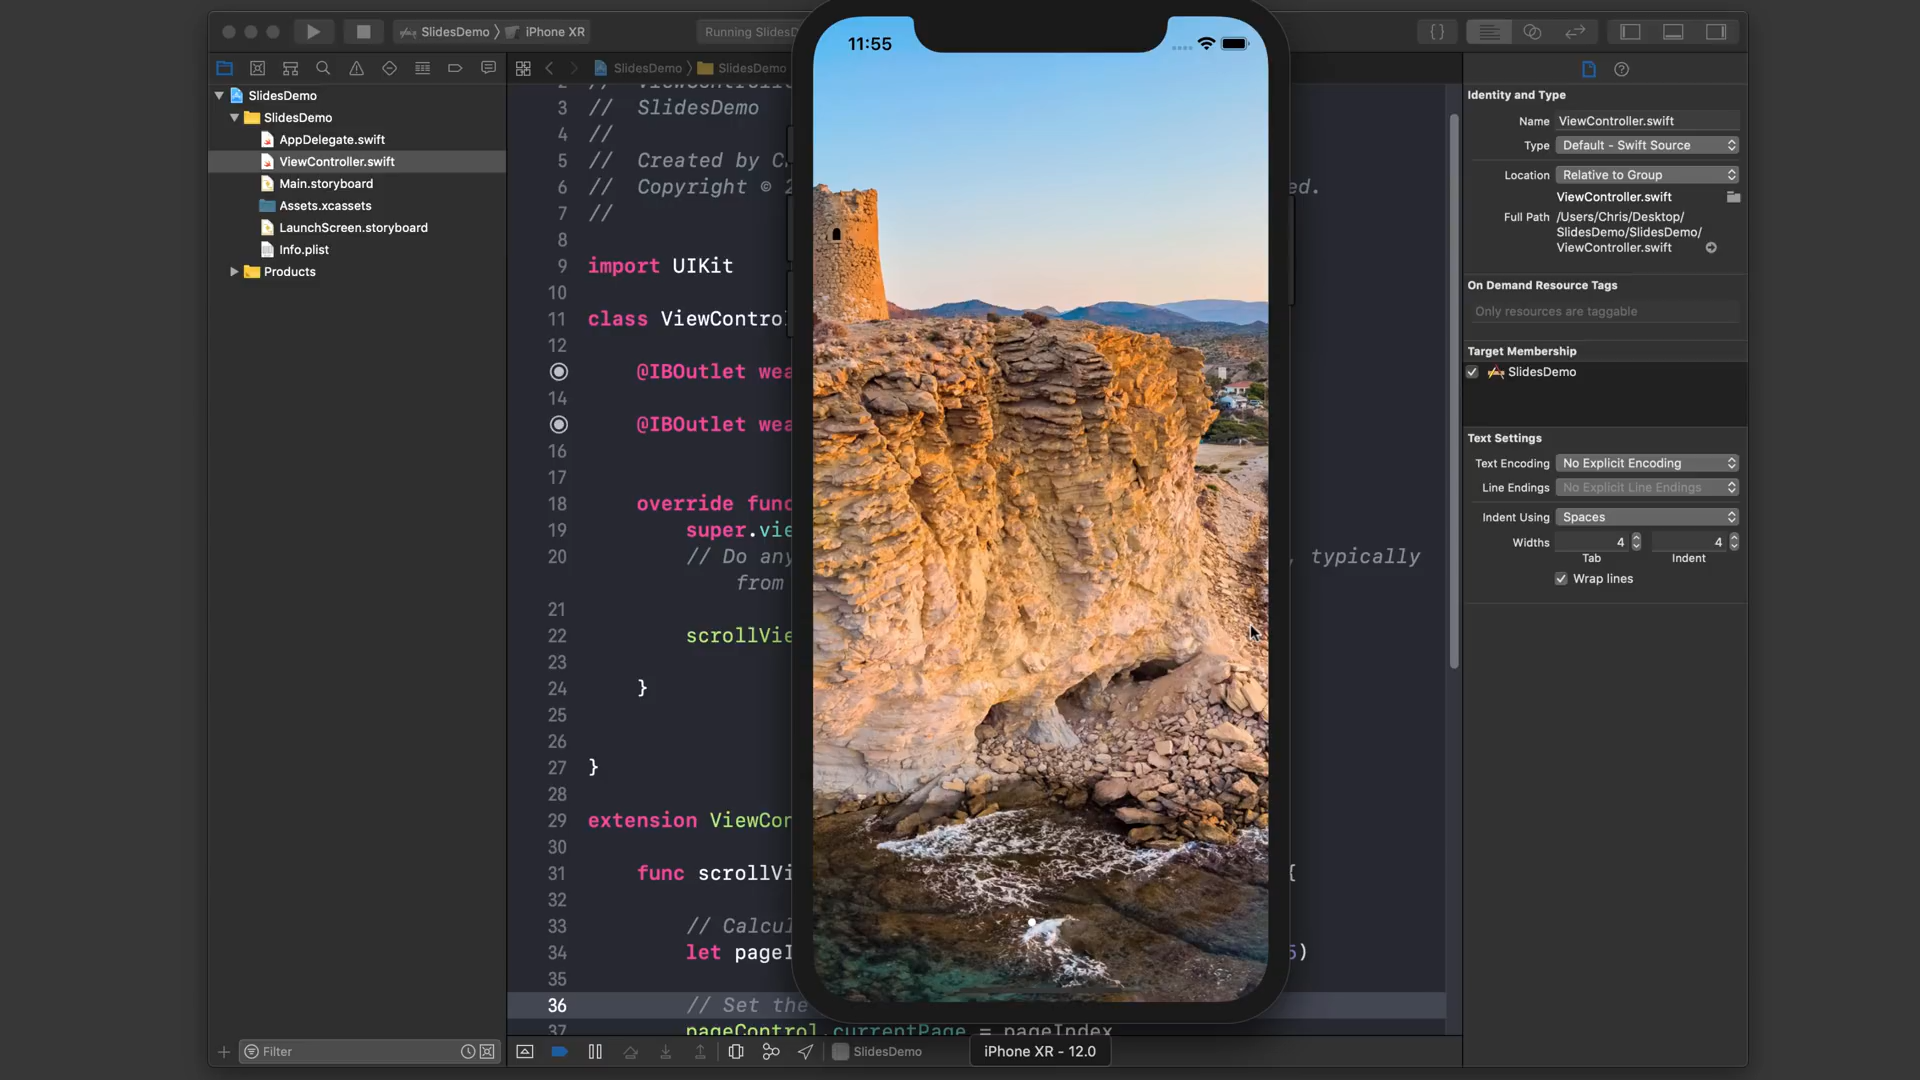 SlidesDemo
iPhone XR
Running SlidesD
11:55
SlidesDemo
SlidesDemo
AppDelegate.swift
ViewController.swift
Main.storyboard
Assets.xcassets
LaunchScreen.storyboard
Info.plist
Products
Filter
SlidesDemo
SlidesDemo
3 // SlidesDemo
4 //
5 // Created by C
6 // Copyright © 2 ed.
7 //
8
9 import UIKit
10
11 class ViewContro
12
@IBOutlet wea
14
@IBOutlet wea
16
17
18 override func
19 super.vie
20 // Do any , typically
from
21
22 scrollVie
23
24 }
25
26
27 }
28
29 extension ViewCon
30
31 func scrollVi {
32
33 // Calcul
34 let pageI 5)
35
36 // Set the
37 pageControl.currentPage = pageIndex
SlidesDemo
iPhone XR - 12.0
Identity and Type
Name ViewController.swift
Type Default - Swift Source
Location Relative to Group
ViewController.swift
Full Path /Users/Chris/Desktop/
SlidesDemo/SlidesDemo/
ViewController.swift
On Demand Resource Tags
Only resources are taggable
Target Membership
SlidesDemo
Text Settings
Text Encoding No Explicit Encoding
Line Endings No Explicit Line Endings
Indent Using Spaces
Widths 4 4
Tab Indent
Wrap lines